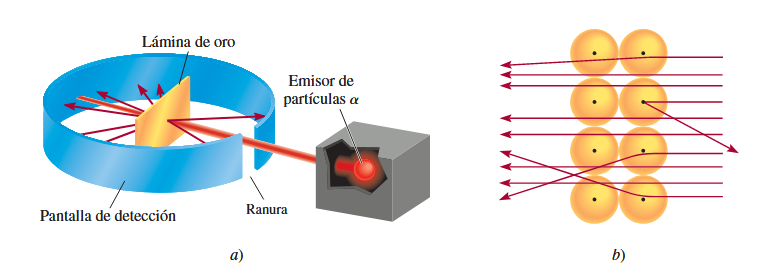 Lámina de oro
Emisor de
partículas α
Pantalla de detección
Ranura
a)
b)